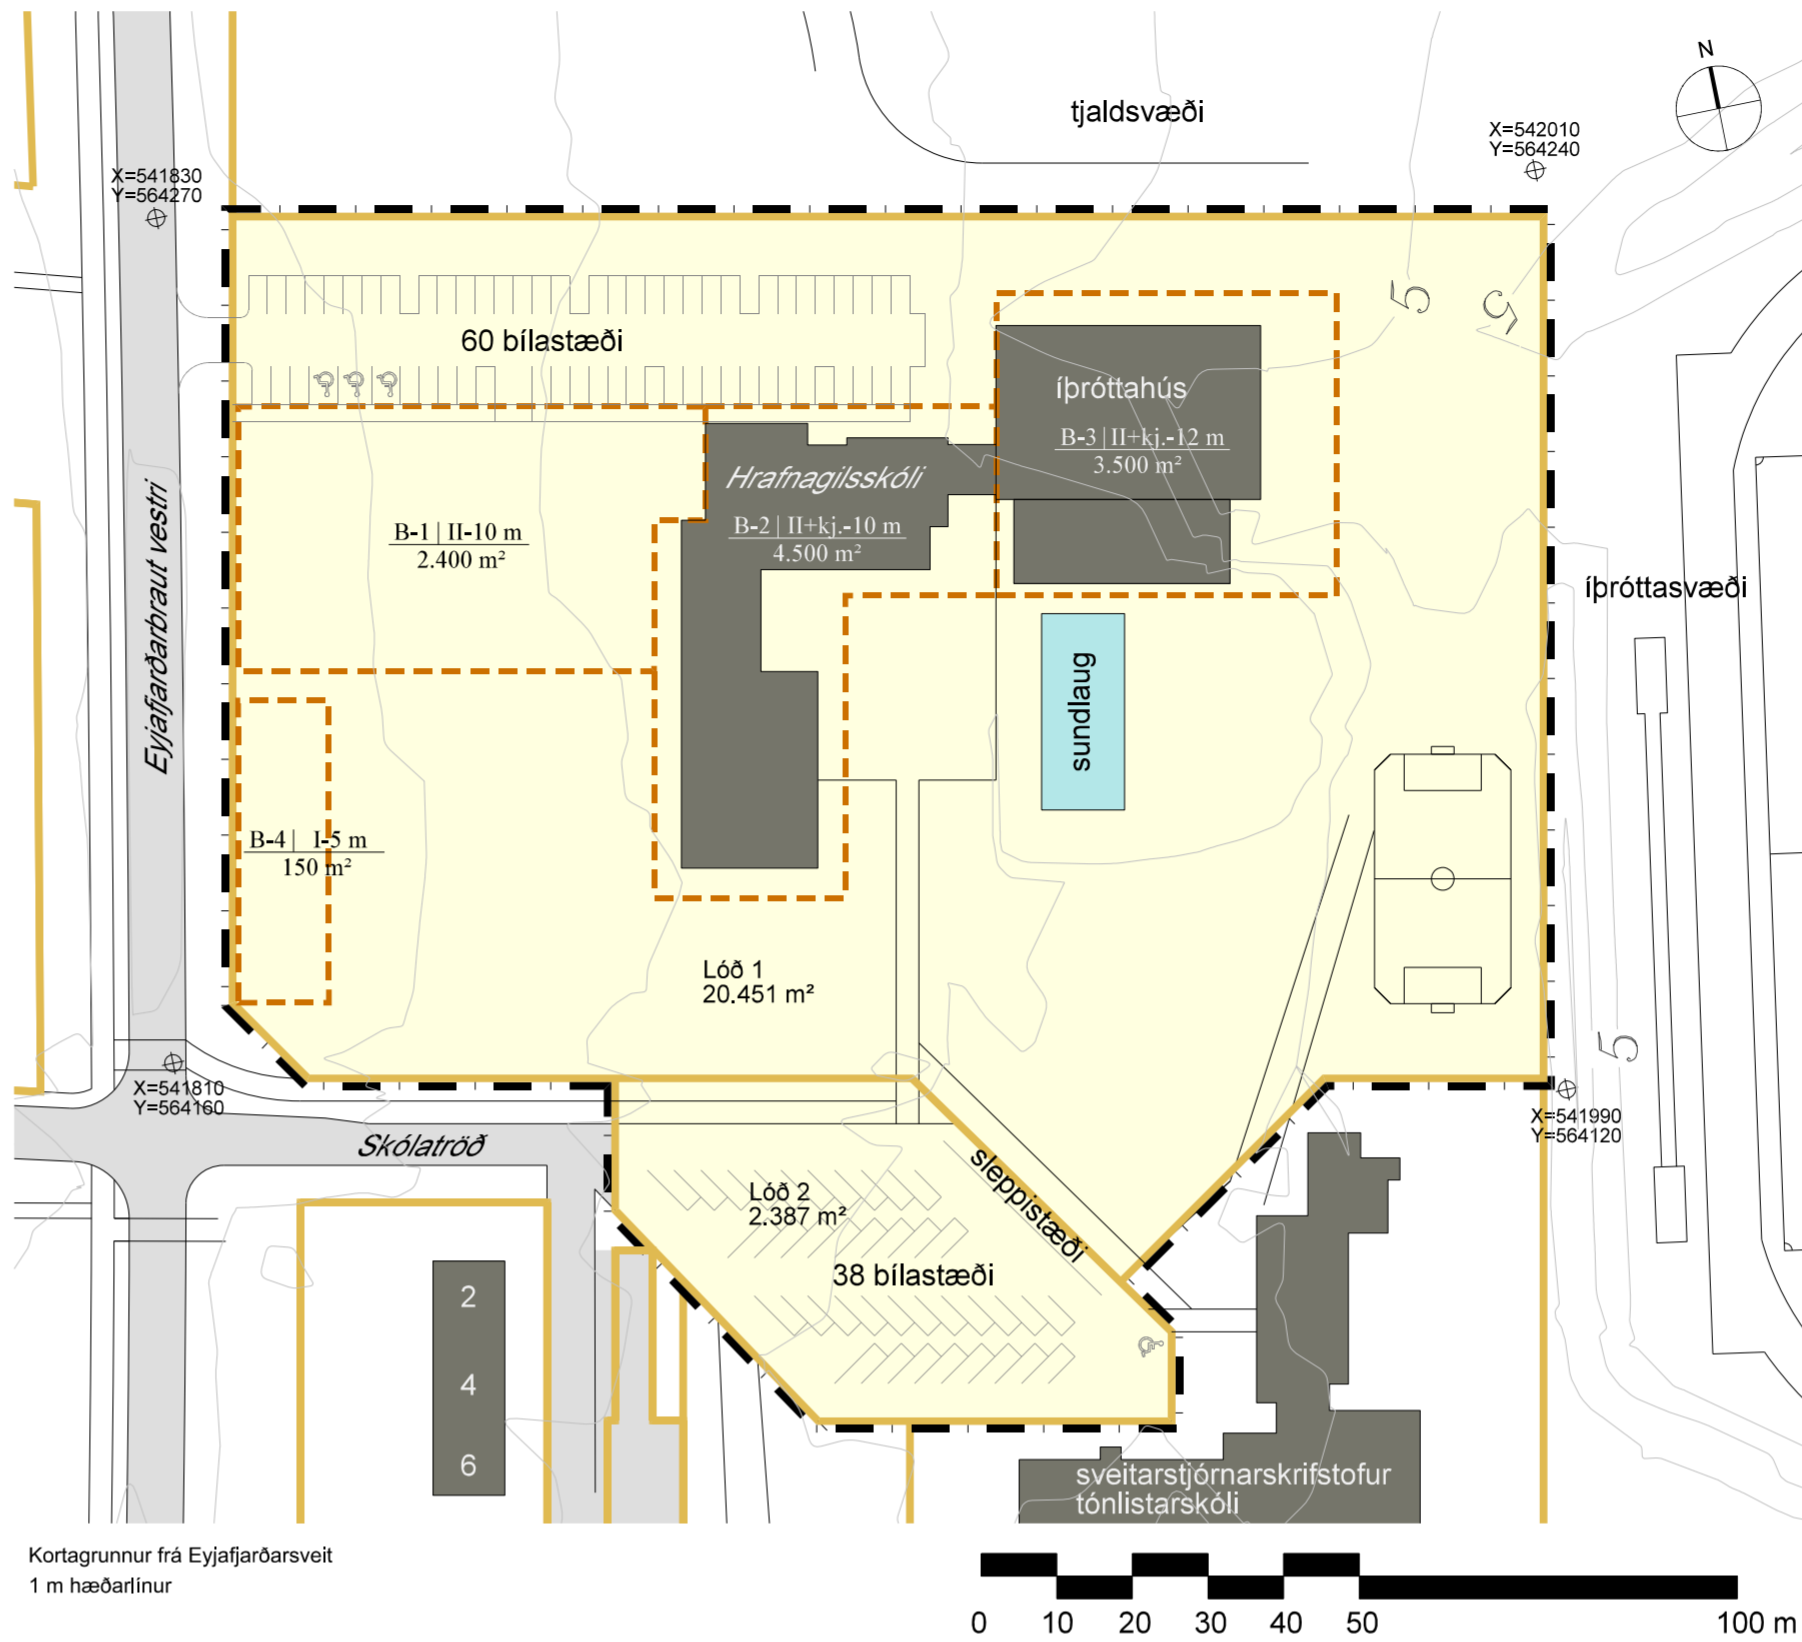 N
tjaldsvæði
X=542010
Y=564240
X=541830
Y=564270
5
5
60 bílastæði
íþróttahús
B-3 | II+kj.-12 m
3.500 m²
Hrafnagilsskóli
B-2 | II+kj.-10 m
4.500 m²
B-1 | II-10 m
2.400 m²
íþróttasvæði
Eyjafjarðarbraut vestri
sundlaug
B-4 | I-5 m
150 m²
Lóð 1
20.451 m²
5
X=541810
Y=564160
X=541990
Y=564120
Skólatröð
sleppistæði
Lóð 2
2.387 m²
38 bílastæði
2
4
6
sveitarstjórnarskrifstofur
tónlistarskóli
Kortagrunnur frá Eyjafjarðarsveit
1 m hæðarlínur
0 10 20 30 40 50 100 m